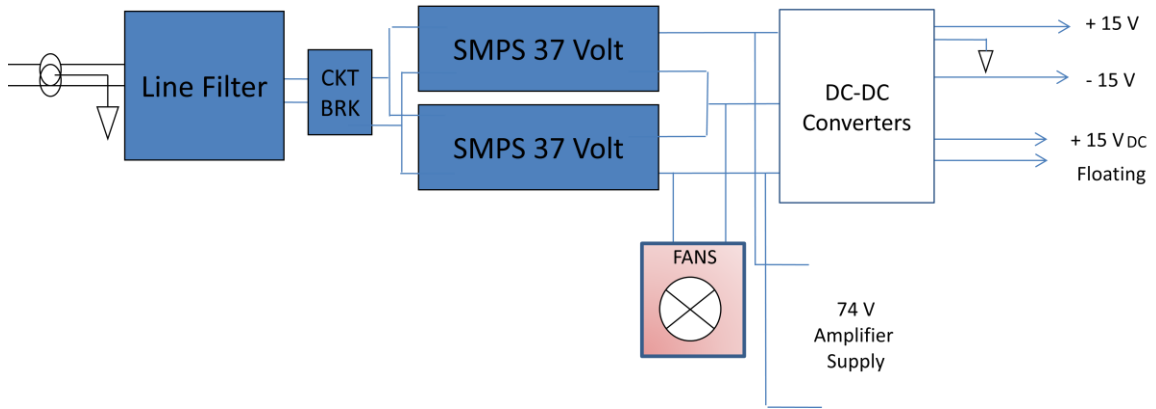 Line Filter
CKT
BRK
SMPS 37 Volt
SMPS 37 Volt
DC-DC
Converters
+ 15 V
- 15 V
+ 15 V DC
Floating
FANS
74 V
Amplifier
Supply